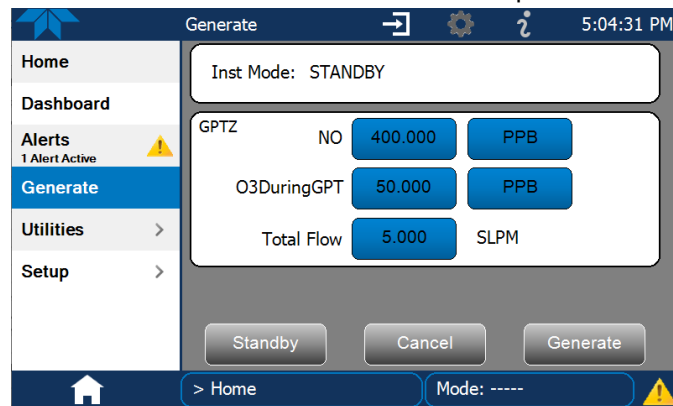 Generate
5:04:31 PM
Home
Dashboard
Alerts
1 Alert Active
Generate
Utilities >
Setup >
Inst Mode: STANDBY
GPTZ
NO 400.000 PPB
O3DuringGPT 50.000 PPB
Total Flow 5.000 SLPM
Standby Cancel Generate
> Home Mode: -----